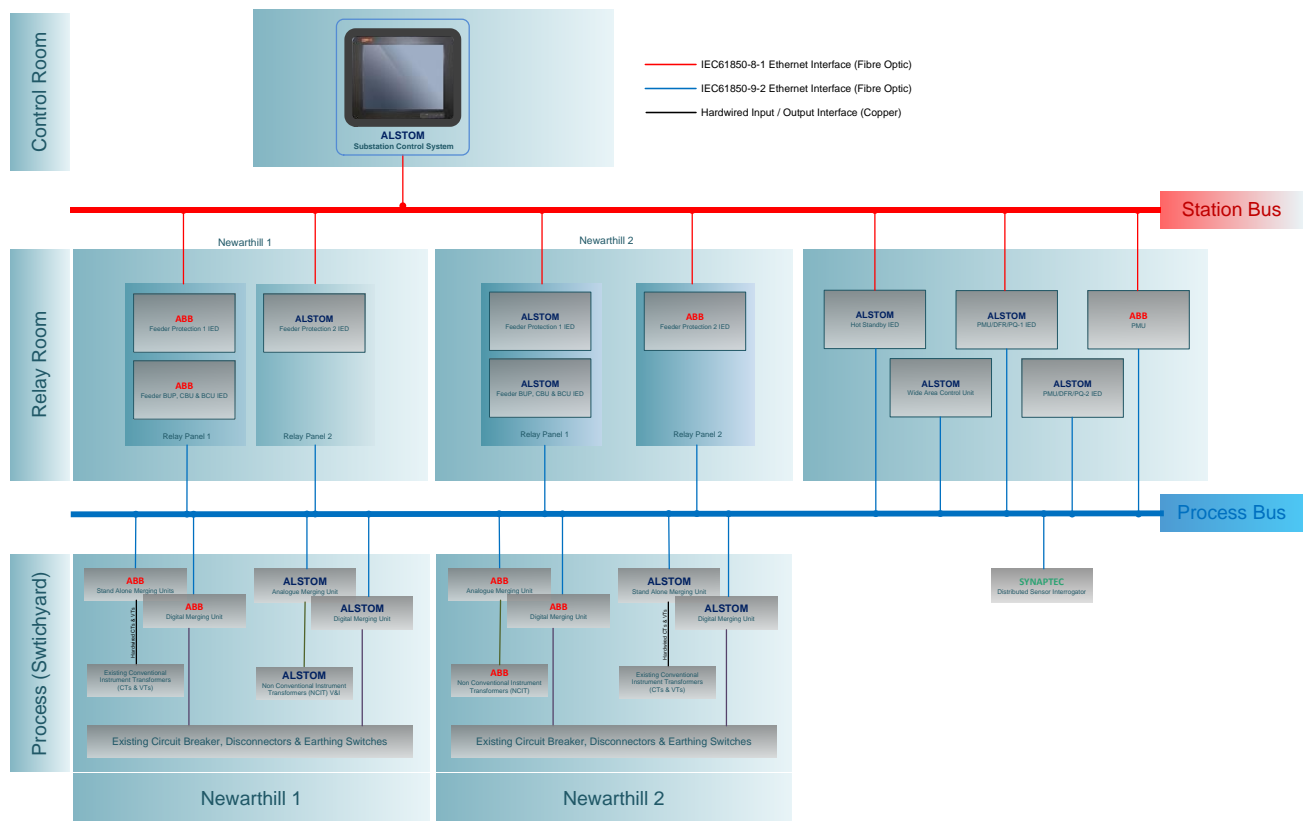 Control Room
ALSTOM
Substation Control System
IEC61850-8-1 Ethernet Interface (Fibre Optic)
IEC61850-9-2 Ethernet Interface (Fibre Optic)
Hardwired Input / Output Interface (Copper)
Station Bus
Relay Room
Newarthill 1
ABB
Feeder Protection 1 IED
ABB
Feeder BUP, CBU & BCU IED
Relay Panel 1
ALSTOM
Feeder Protection 2 IED
Relay Panel 2
Newarthill 2
ALSTOM
Feeder Protection 1 IED
ALSTOM
Feeder BUP, CBU & BCU IED
Relay Panel 1
ABB
Feeder Protection 2 IED
Relay Panel 2
ALSTOM
Hot Standby IED
ALSTOM
PMU/DFR/PQ-1 IED
ABB
PMU
ALSTOM
Wide Area Control Unit
ALSTOM
PMU/DFR/PQ-2 IED
Process Bus
Process (Swtichyard)
ABB
Stand Alone Merging Units
ABB
Digital Merging Unit
Hardwired CTs & VTs
Existing Conventional
Instrument Transformers
(CTs & VTs)
ALSTOM
Analogue Merging Unit
ALSTOM
Digital Merging Unit
ALSTOM
Non Conventional Instrument
Transformers (NCIT) V&I
Existing Circuit Breaker, Disconnectors & Earthing Switches
ABB
Analogue Merging Unit
ABB
Digital Merging Unit
ABB
Non Conventional Instrument
Transformers (NCIT)
ALSTOM
Stand Alone Merging Unit
ALSTOM
Digital Merging Unit
Hardwired CTs & VTs
Existing Conventional
Instrument Transformers
(CTs & VTs)
Existing Circuit Breaker, Disconnectors & Earthing Switches
SYNAPTEC
Distributed Sensor Interrogator
Newarthill 1
Newarthill 2